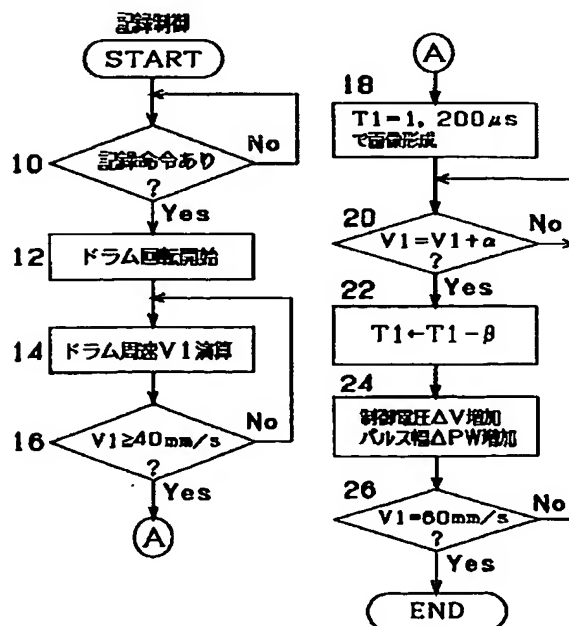 記録制御
START
10
記録命令あり
?
No
Yes
12
ドラム回転開始
14
ドラム周速V1演算
16
V1≥40mm/s
?
No
Yes
A
A
18
T1=1, 200μs
で画像形成
20
V1=V1+α
?
No
Yes
22
T1←T1-β
24
制御電圧ΔV増加
パルス幅ΔPW増加
26
V1=60mm/s
?
No
Yes
END